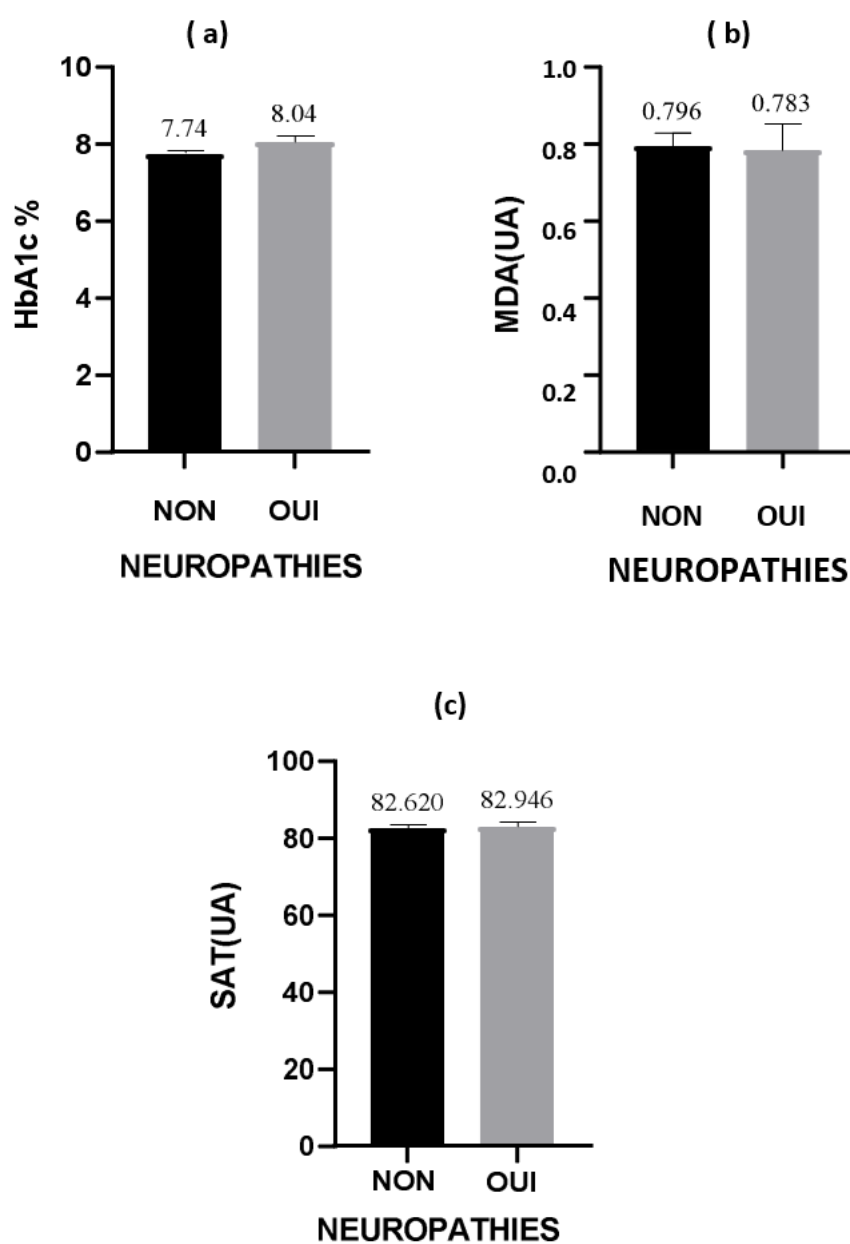 ( a)
10
8
6
4
2
0
HbA1c %
7.74
8.04
NON OUI
NEUROPATHIES
( b)
1.0
0.8
0.6
0.4
0.2
0.0
MDA(UA)
0.796
0.783
NON OUI
NEUROPATHIES
(c)
100
80
60
40
20
0
SAT(UA)
82.620
82.946
NON OUI
NEUROPATHIES